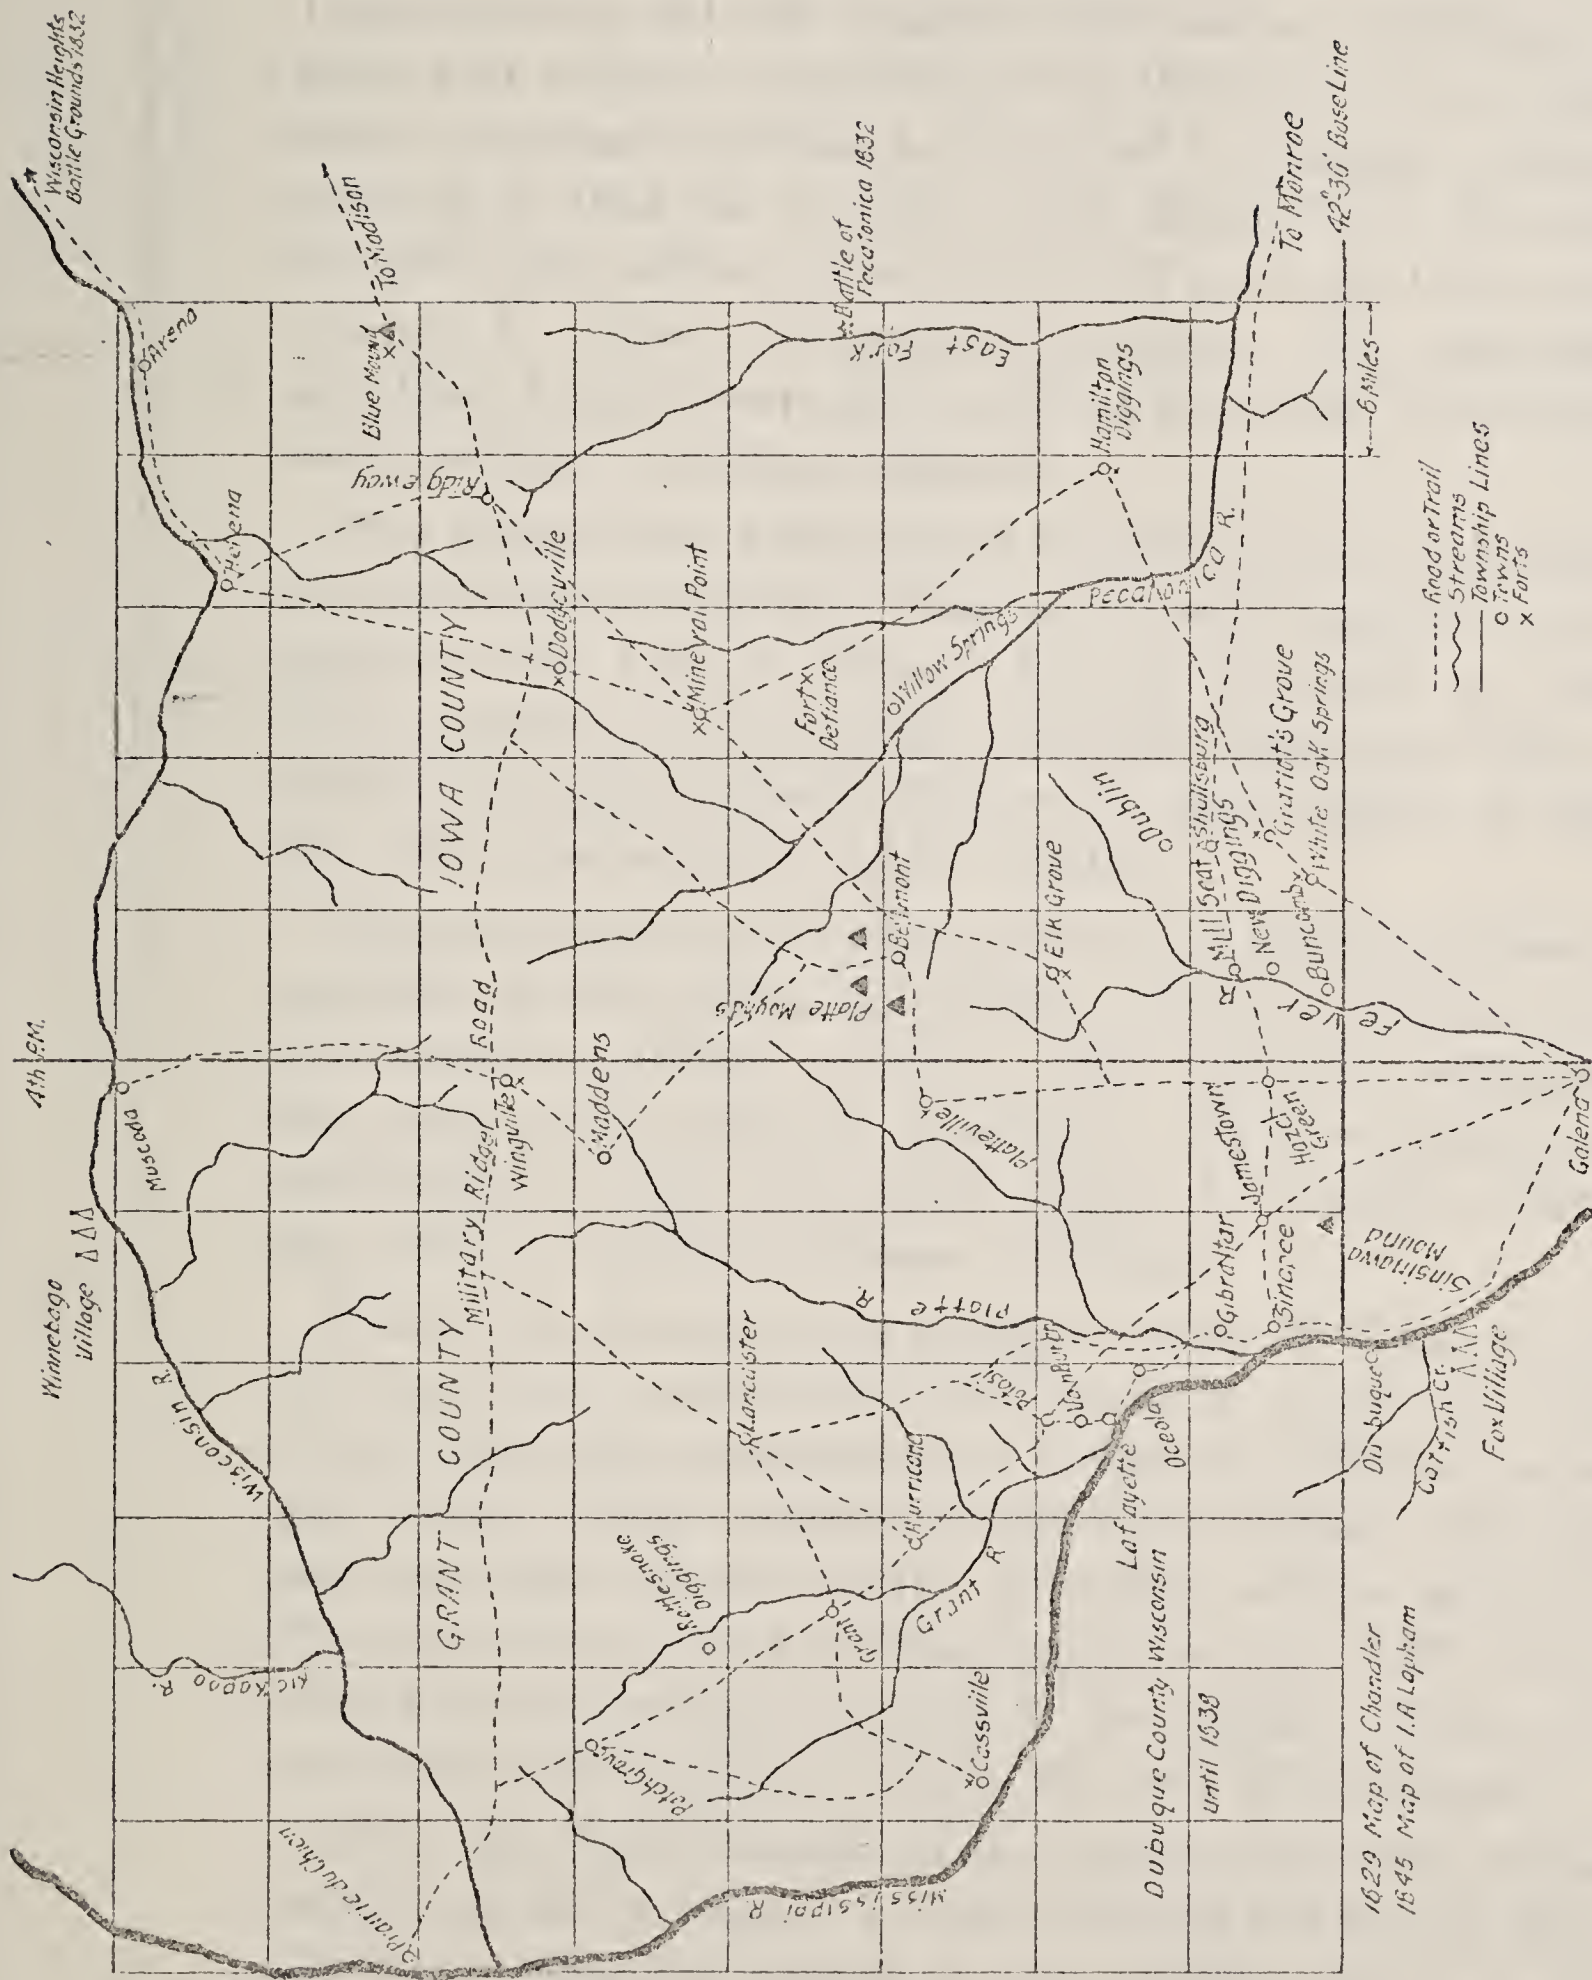 Wisconsin Heights
Battle Grounds 1832
4th P.M.
Winnebago
Village
Muscoda
Helena
Arena
Wisconsin
R.
Kickapoo
R.
Blue Mound
To Madison
Ridgeway
IOWA COUNTY
GRANT COUNTY
Military Ridge Road
Wingville
Dodgeville
Maddens
Mineral Point
Fort
Defiance
Battle of
Pecatonica 1832
East
Fork
Willow Springs
Hamilton
Diggings
Pecatonica R.
Platte Mounds
Belmont
Elk Grove
Dublin
Platteville
Prairie du Chien
Patch Grove
Rattlesnake
Diggings
Lancaster
Platte
R.
Grant
Grant
R
Hurricane
Cassville
Mississippi
R
Potosi
Van Buren
Lafayette
Osceola
Gibraltar
Jamestown
Sinapee
Hazel
Green
Mill Seat & Shullsburg
New Diggings
Gratiot's Grove
Buncombe
White Oak Springs
Fever
R
To Monroe
42°-30' Base Line
6 Miles
Sinsinawa
Mound
Galena
Dubuque
Catfish Cr.
Fox Village
Dubuque County Wisconsin
until 1838
1829 Map of Chandler
1845 Map of I.A Lapham
Road or Trail
Streams
Township Lines
Towns
Forts